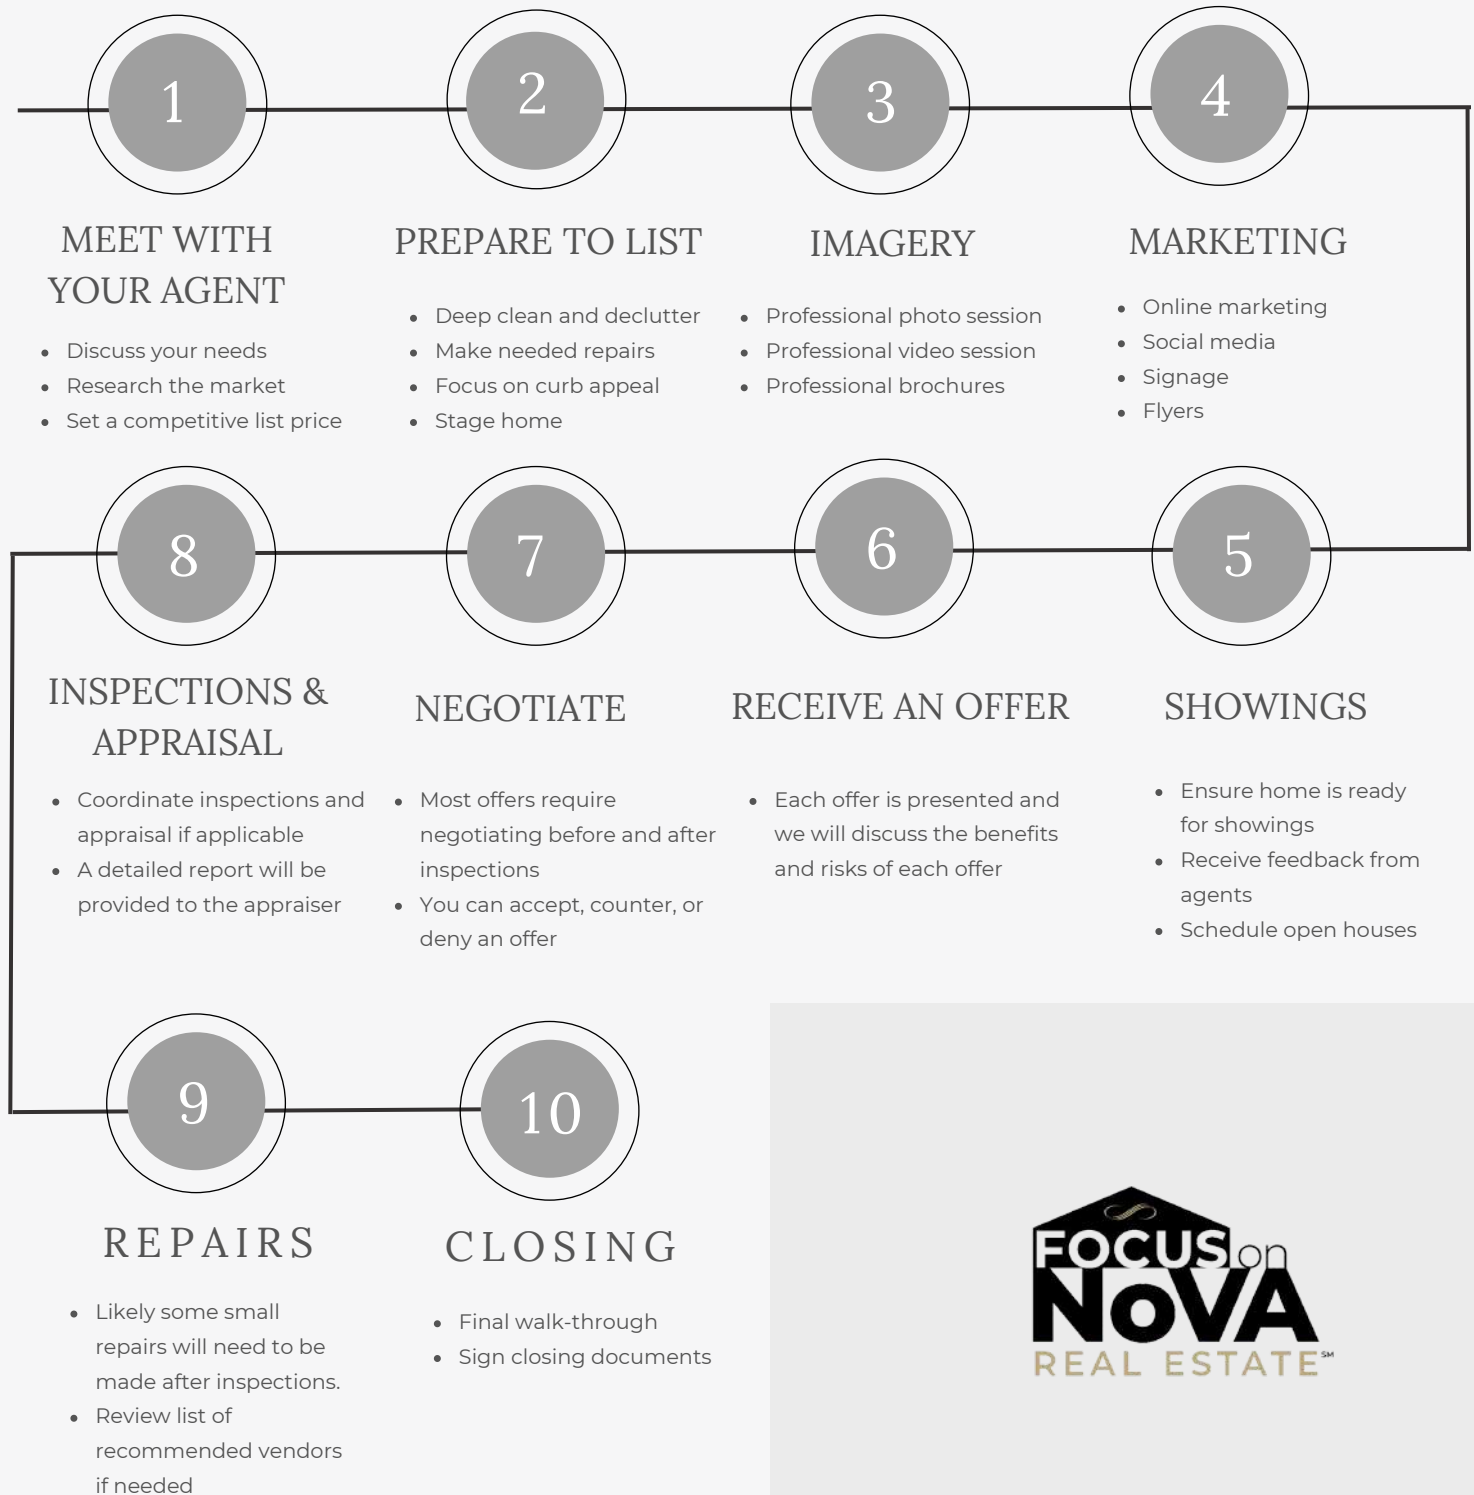 1
MEET WITH
YOUR AGENT
• Discuss your needs
• Research the market
• Set a competitive list price
2
PREPARE TO LIST
• Deep clean and declutter
• Make needed repairs
• Focus on curb appeal
• Stage home
3
IMAGERY
• Professional photo session
• Professional video session
• Professional brochures
4
MARKETING
• Online marketing
• Social media
• Signage
• Flyers
5
SHOWINGS
• Ensure home is ready
for showings
• Receive feedback from
agents
• Schedule open houses
6
RECEIVE AN OFFER
• Each offer is presented and
we will discuss the benefits
and risks of each offer
7
NEGOTIATE
• Most offers require
negotiating before and after
inspections
• You can accept, counter, or
deny an offer
8
INSPECTIONS &
APPRAISAL
• Coordinate inspections and
appraisal if applicable
• A detailed report will be
provided to the appraiser
9
REPAIRS
• Likely some small
repairs will need to be
made after inspections.
• Review list of
recommended vendors
if needed
10
CLOSING
• Final walk-through
• Sign closing documents
FOCUS on
NoVA
REAL ESTATE℠